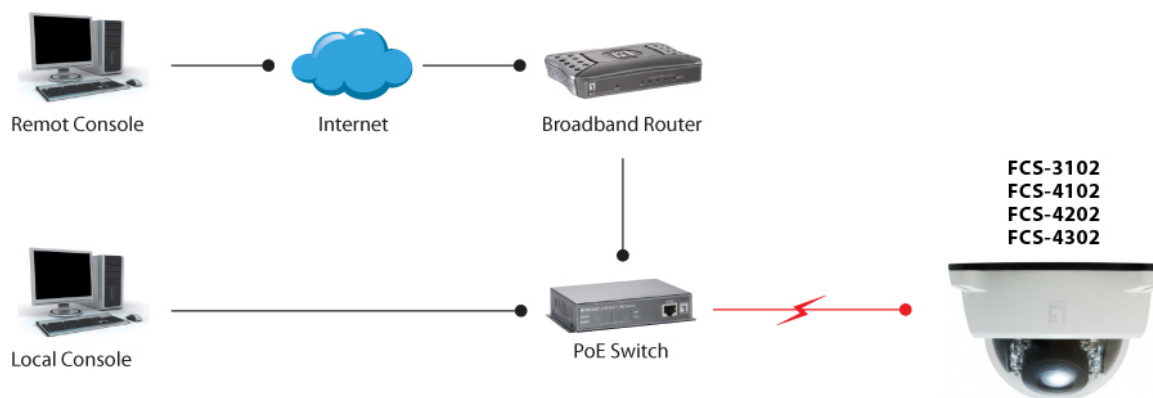 Remot Console
Internet
Broadband Router
FCS-3102
FCS-4102
FCS-4202
FCS-4302
Local Console
PoE Switch